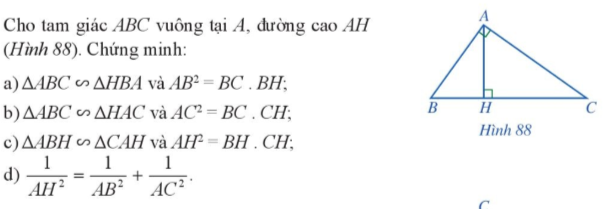 Cho tam giác ABC vuông tại A, đường cao AH
(Hình 88). Chứng minh:
a) ΔABC ∽ ΔHBA và AB² = BC . BH;
b) ΔABC ∽ ΔHAC và AC² = BC . CH;
c) ΔABH ∽ ΔCAH và AH² = BH . CH;
d) 1/AH² = 1/AB² + 1/AC².
A
B H C
Hình 88
C